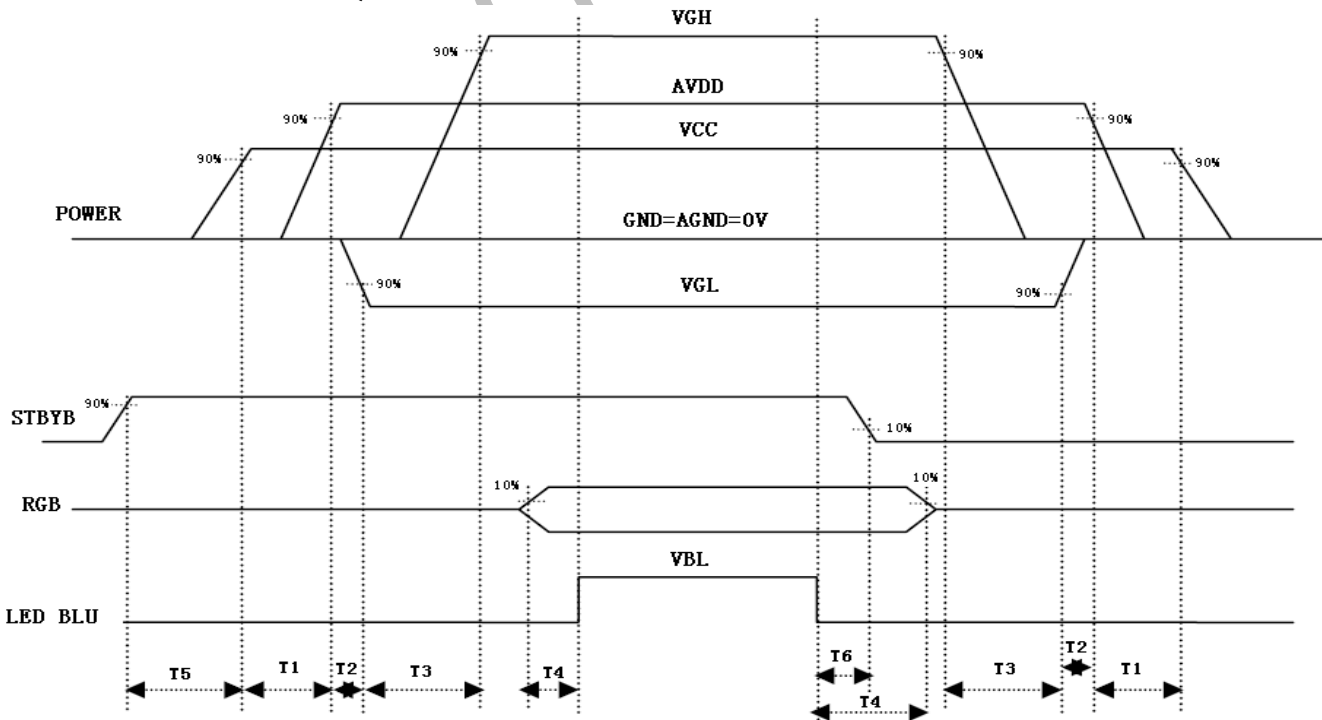 VGH
90%
90%
AVDD
90%
90%
VCC
90%
90%
POWER
GND=AGND=0V
90%
VGL
90%
STBYB
90%
10%
RGB
10%
10%
VBL
LED BLU
T5
T1
T2
T3
T4
T6
T4
T3
T2
T1